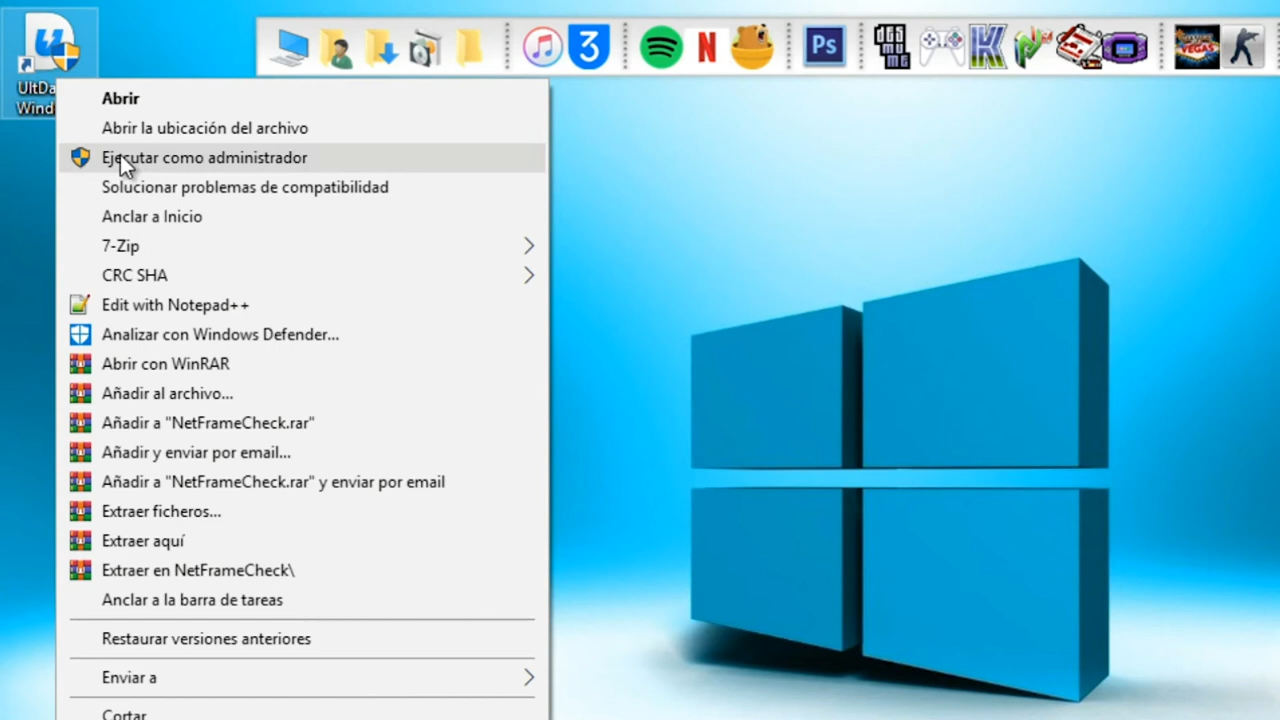 UltDa
Wind
N
Ps
Abrir
Abrir la ubicación del archivo
Ejecutar como administrador
Solucionar problemas de compatibilidad
Anclar a Inicio
7-Zip
CRC SHA
Edit with Notepad++
Analizar con Windows Defender...
Abrir con WinRAR
Añadir al archivo...
Añadir a "NetFrameCheck.rar"
Añadir y enviar por email...
Añadir a "NetFrameCheck.rar" y enviar por email
Extraer ficheros...
Extraer aquí
Extraer en NetFrameCheck\
Anclar a la barra de tareas
Restaurar versiones anteriores
Enviar a
Cortar